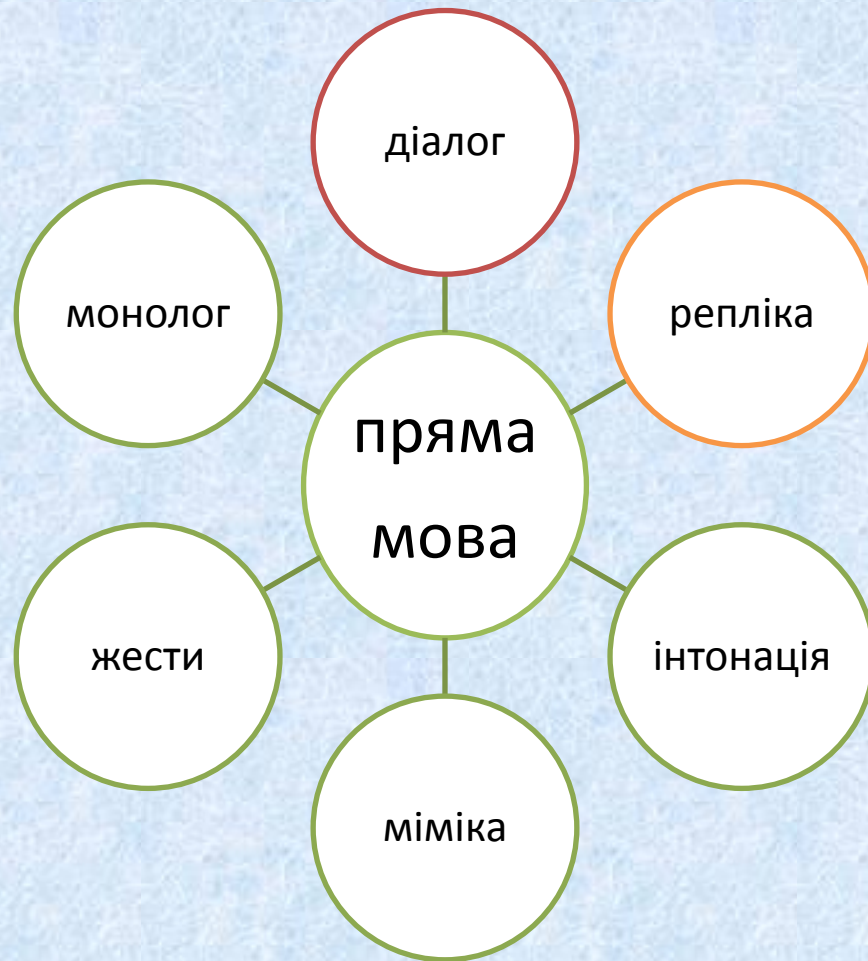 діалог
монолог
репліка
пряма
мова
жести
інтонація
міміка